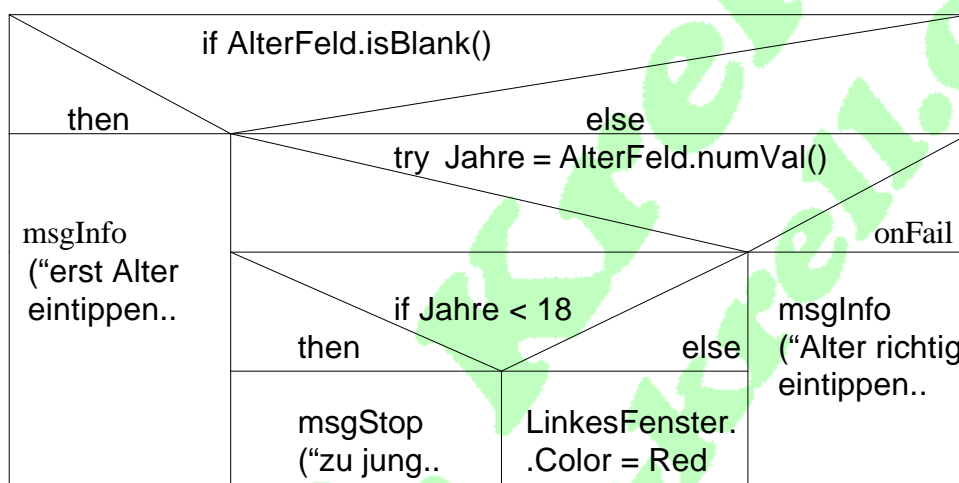 if AlterFeld.isBlank()
then
else
try Jahre = AlterFeld.numVal()
msgInfo
(“erst Alter
eintippen..
onFail
if Jahre < 18
then
else
msgInfo
(“Alter richtig
eintippen..
msgStop
(“zu jung..
LinkesFenster.
.Color = Red